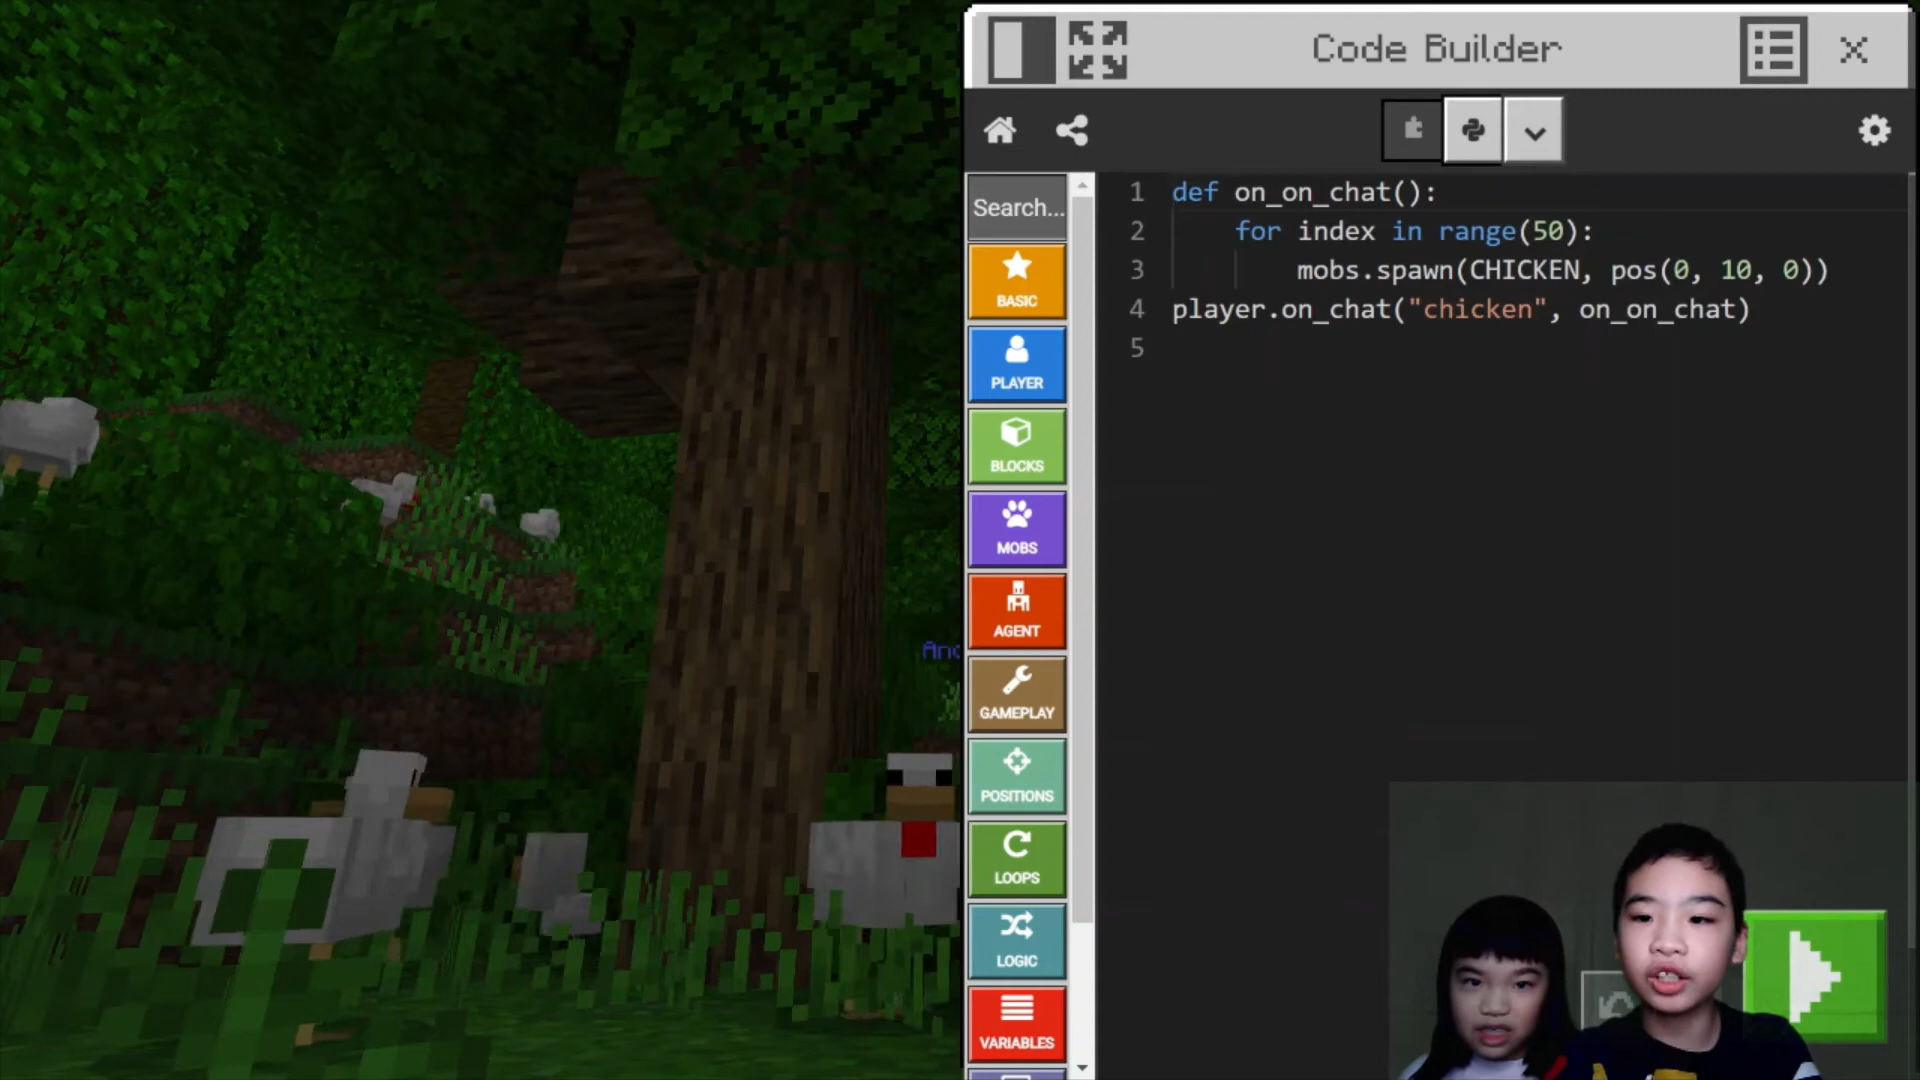 Code Builder
Search...
BASIC
PLAYER
BLOCKS
MOBS
AGENT
GAMEPLAY
POSITIONS
LOOPS
LOGIC
VARIABLES
1 def on_on_chat():
2 for index in range(50):
3 mobs.spawn(CHICKEN, pos(0, 10, 0))
4 player.on_chat("chicken", on_on_chat)
5